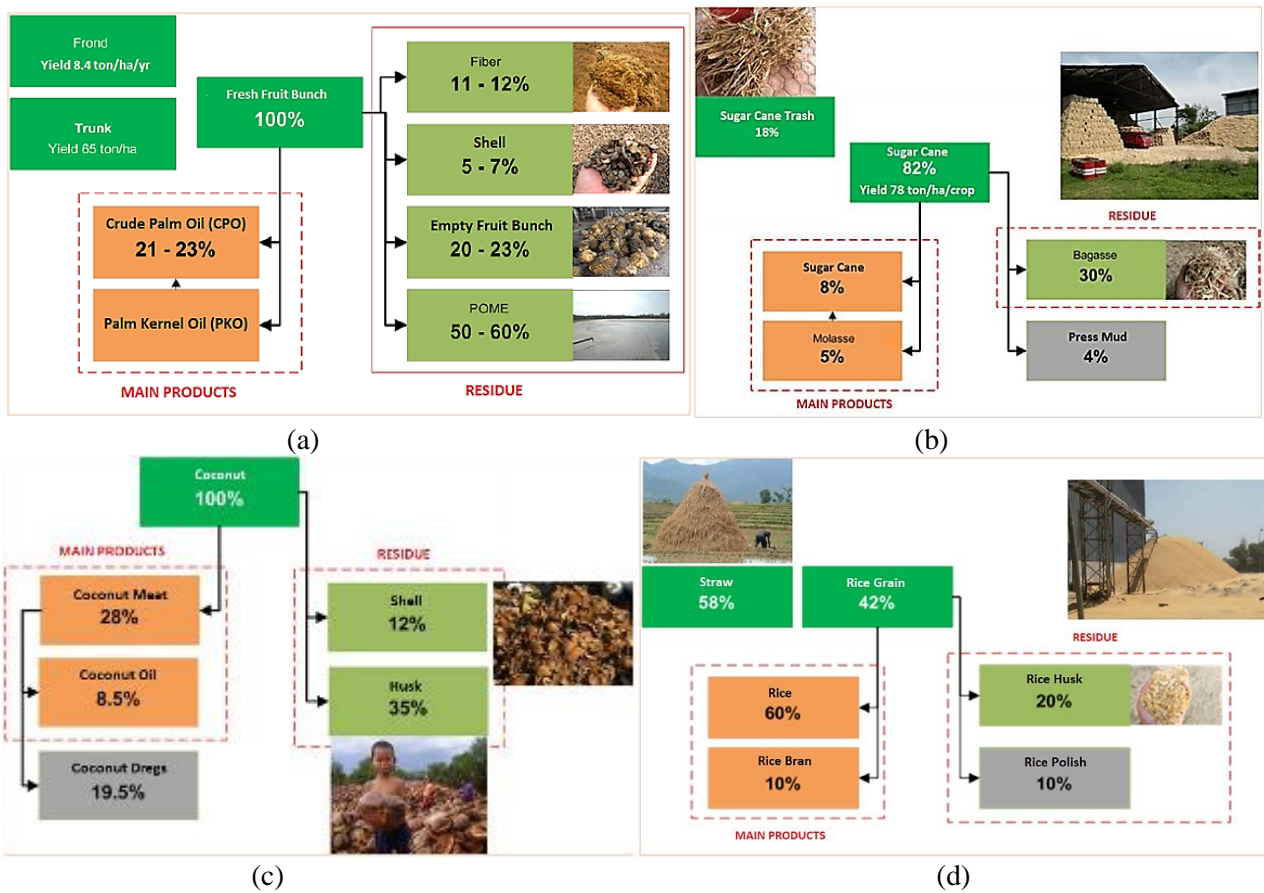 Frond
Yield 8.4 ton/ha/yr
Trunk
Yield 65 ton/ha
Fresh Fruit Bunch
100%
Fiber
11 - 12%
Shell
5 - 7%
Empty Fruit Bunch
20 - 23%
POME
50 - 60%
RESIDUE
Crude Palm Oil (CPO)
21 - 23%
Palm Kernel Oil (PKO)
MAIN PRODUCTS
(a)
Sugar Cane Trash
18%
Sugar Cane
82%
Yield 78 ton/ha/crop
RESIDUE
Bagasse
30%
Press Mud
4%
Sugar Cane
8%
Molasse
5%
MAIN PRODUCTS
(b)
Coconut
100%
MAIN PRODUCTS
Coconut Meat
28%
Coconut Oil
8.5%
Coconut Dregs
19.5%
RESIDUE
Shell
12%
Husk
35%
(c)
Straw
58%
Rice Grain
42%
RESIDUE
Rice Husk
20%
Rice Polish
10%
Rice
60%
Rice Bran
10%
MAIN PRODUCTS
(d)